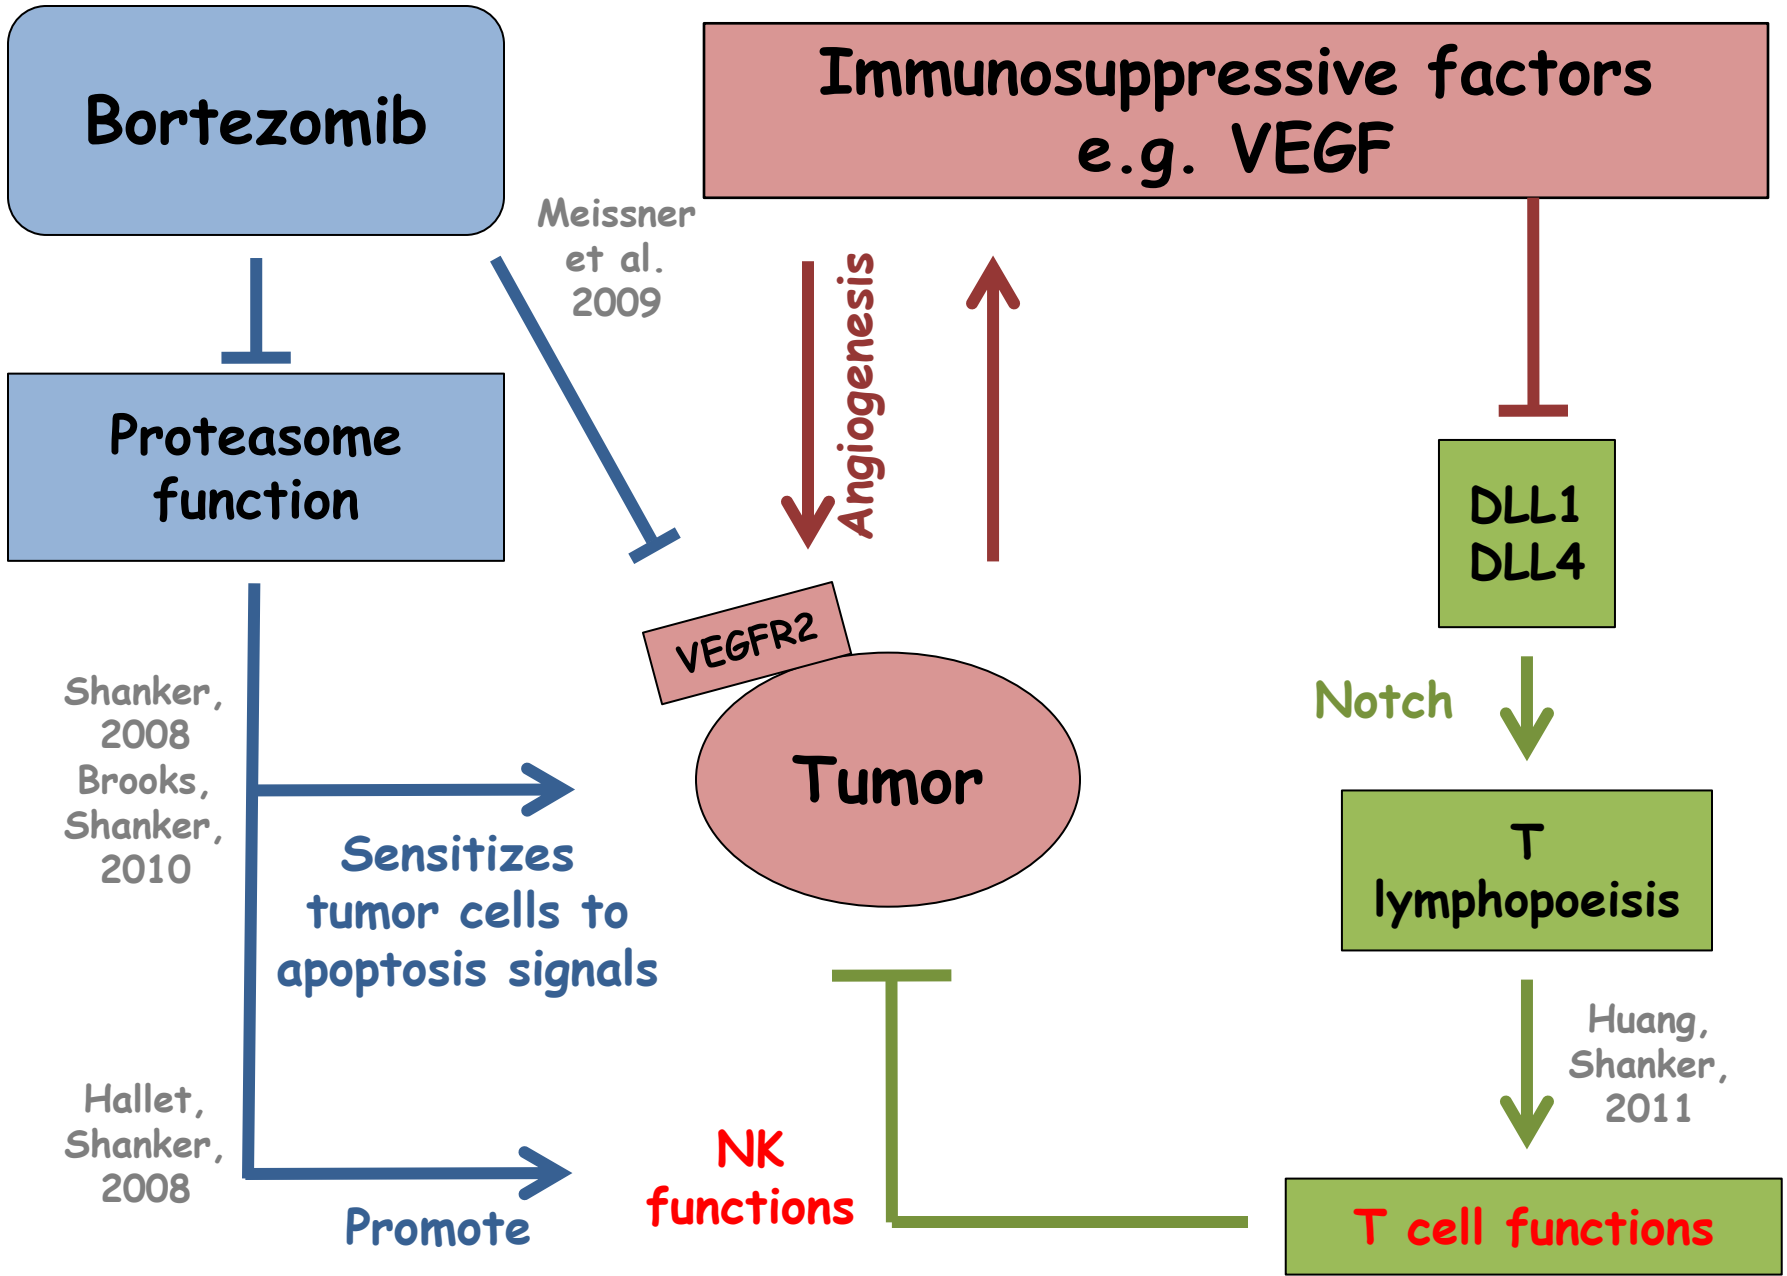 Bortezomib
Immunosuppressive factors
e.g. VEGF
Meissner
et al.
2009
Angiogenesis
Proteasome
function
DLL1
DLL4
VEGFR2
Notch
Shanker,
2008
Brooks,
Shanker,
2010
Tumor
Sensitizes
tumor cells to
apoptosis signals
T
lymphopoeisis
Huang,
Shanker,
2011
Hallet,
Shanker,
2008
Promote
NK
functions
T cell functions